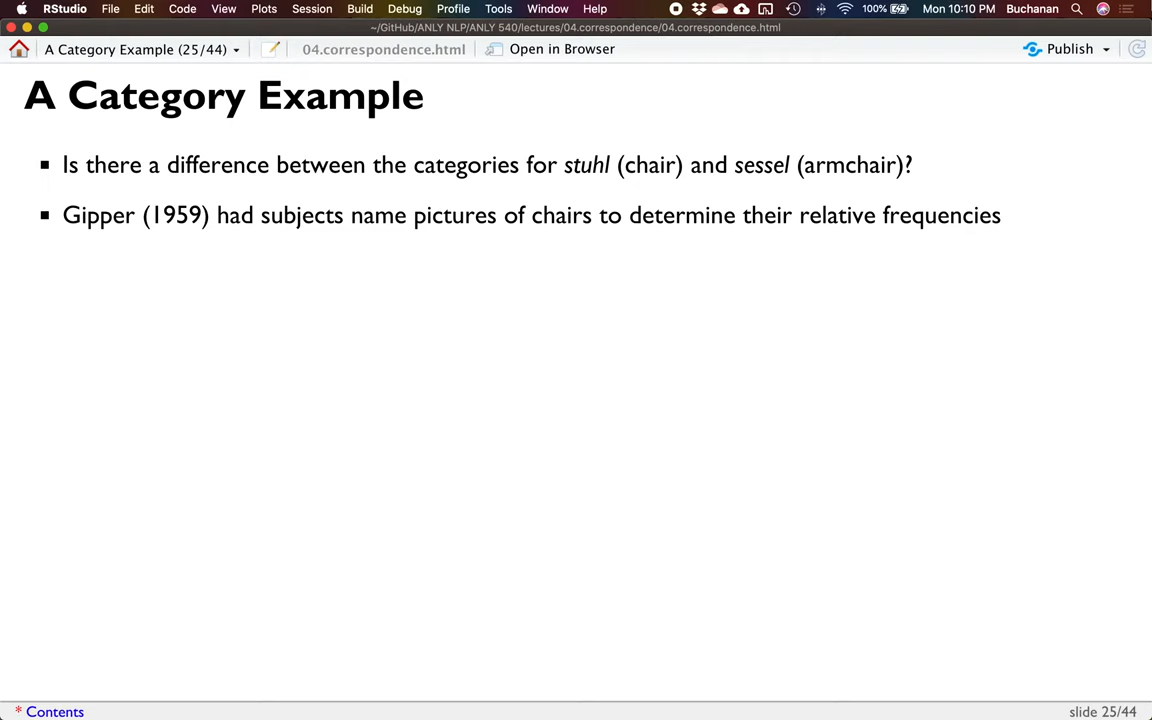 RStudio File Edit Code View Plots Session Build Debug Profile Tools Window Help 100% Mon 10:10 PM Buchanan
~/GitHub/ANLY NLP/ANLY 540/lectures/04.correspondence/04.correspondence.html
A Category Example (25/44) 04.correspondence.html Open in Browser Publish
A Category Example
Is there a difference between the categories for stuhl (chair) and sessel (armchair)?
Gipper (1959) had subjects name pictures of chairs to determine their relative frequencies
* Contents slide 25/44